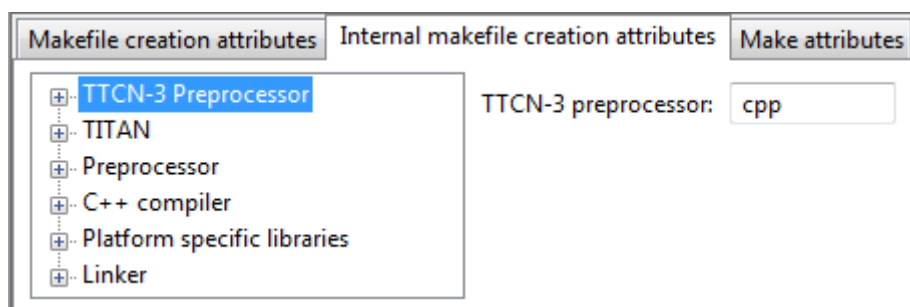 Makefile creation attributes Internal makefile creation attributes Make attributes
TTCN-3 Preprocessor
TITAN
Preprocessor
C++ compiler
Platform specific libraries
Linker
TTCN-3 preprocessor: cpp